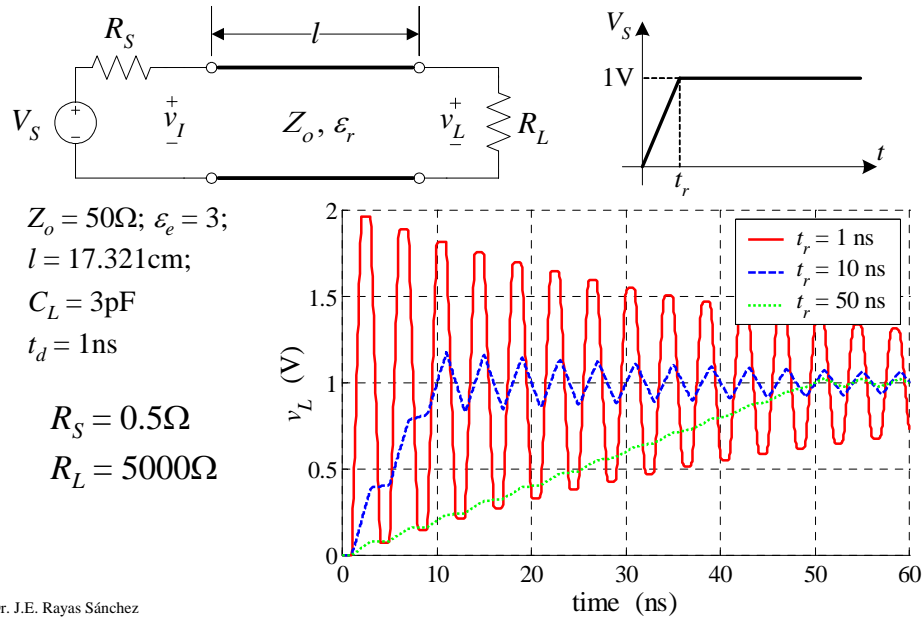 R_S
l
V_S
+
v_I
−
Z_o, ε_r
+
v_L
−
R_L
+
−
V_S
1V
t_r
t
Z_o = 50Ω; ε_e = 3;
l = 17.321cm;
C_L = 3pF
t_d = 1ns
R_S = 0.5Ω
R_L = 5000Ω
2
1.5
1
0.5
0
v_L (V)
t_r = 1 ns
t_r = 10 ns
t_r = 50 ns
0 10 20 30 40 50 60
time (ns)
r. J.E. Rayas Sánchez